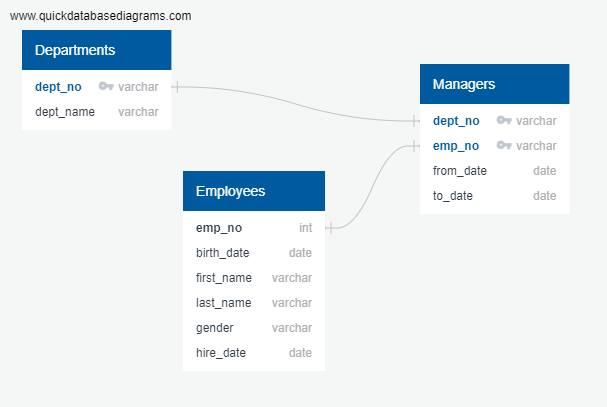 www.quickdatabasediagrams.com
Departments
dept_no varchar
dept_name varchar
Managers
dept_no varchar
emp_no varchar
from_date date
to_date date
Employees
emp_no int
birth_date date
first_name varchar
last_name varchar
gender varchar
hire_date date